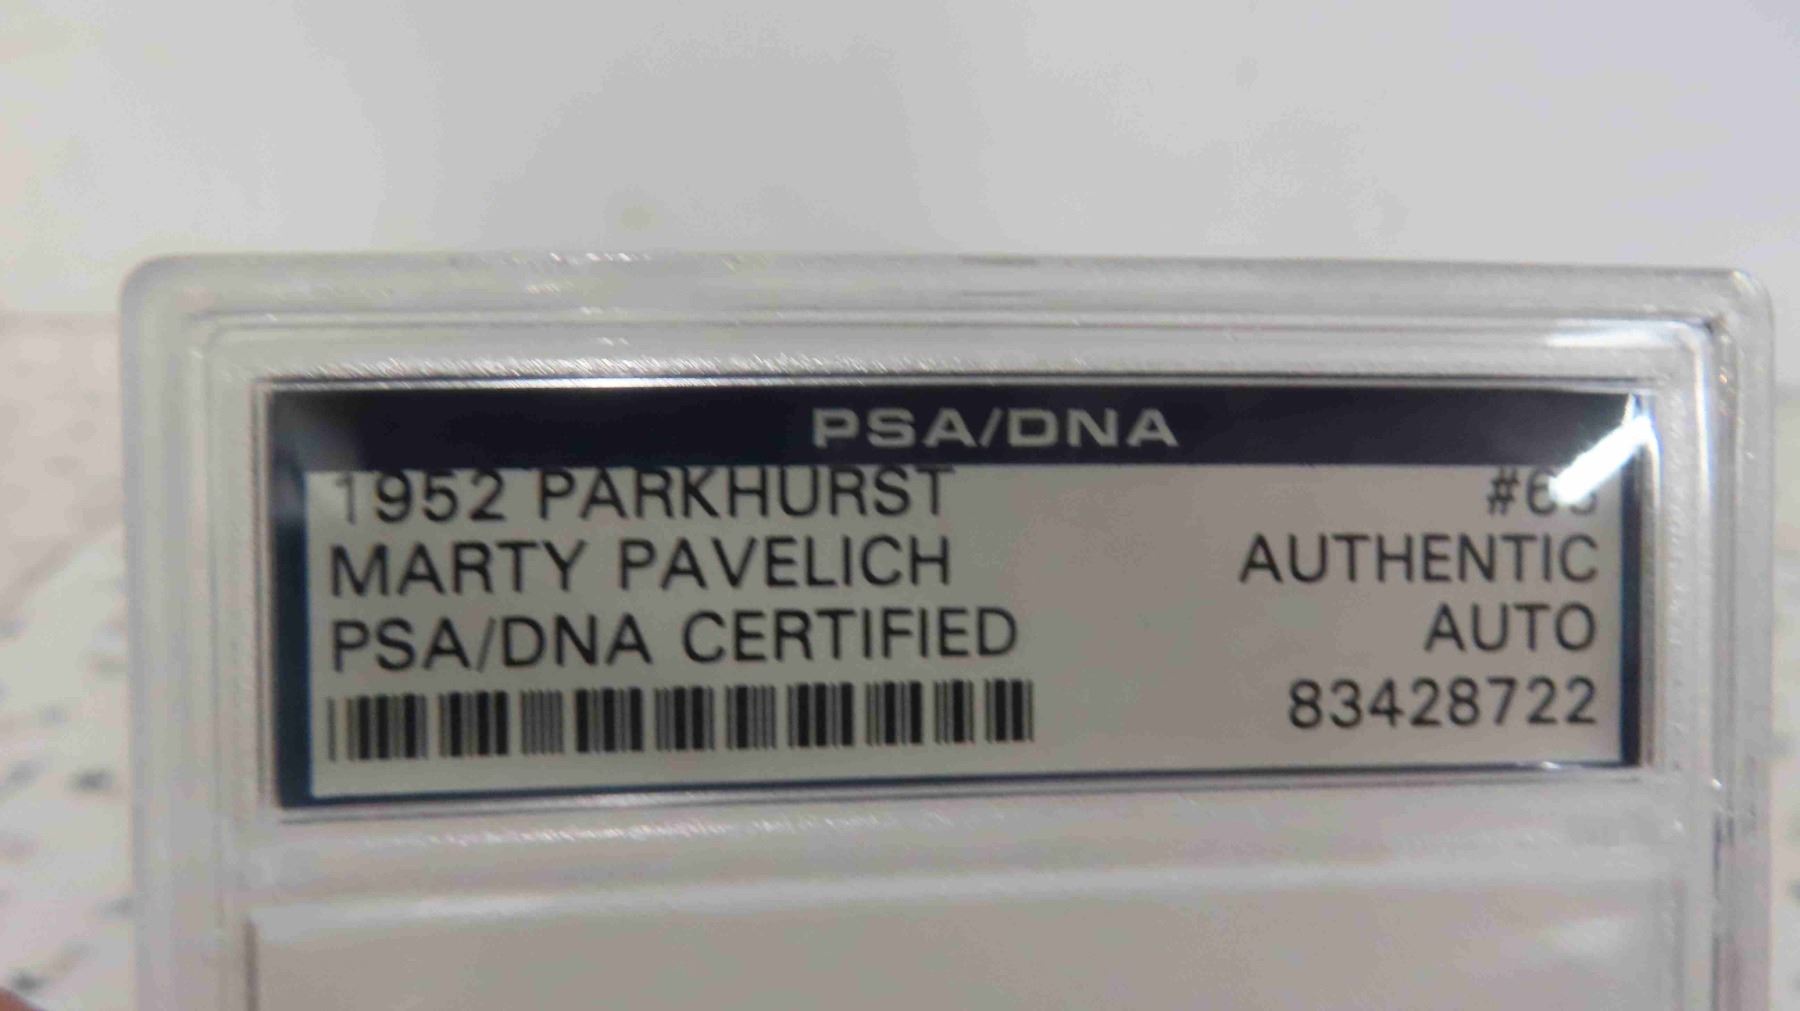 PSA/DNA
1952 PARKHURST
MARTY PAVELICH
AUTHENTIC
PSA/DNA CERTIFIED
AUTO
83428722